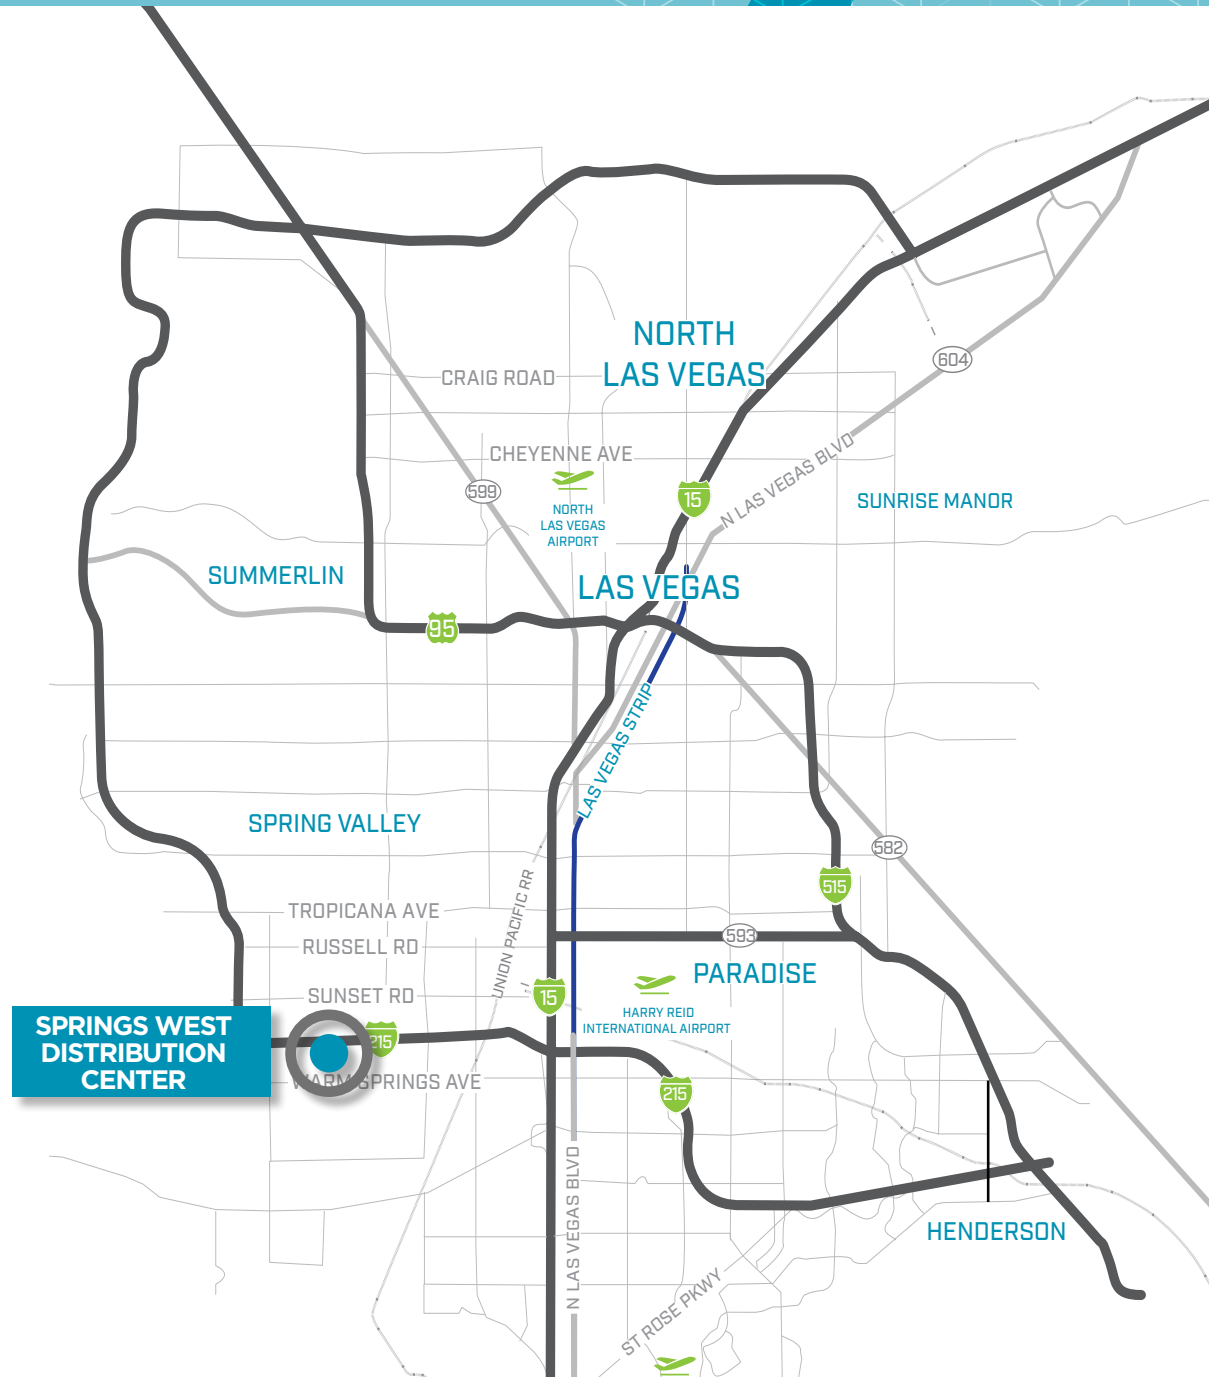 NORTH
LAS VEGAS
604
CRAIG ROAD
N LAS VEGAS BLVD
CHEYENNE AVE
599
15
SUNRISE MANOR
NORTH
LAS VEGAS
AIRPORT
SUMMERLIN
LAS VEGAS
95
LAS VEGAS STRIP
SPRING VALLEY
582
515
UNION PACIFIC RR
TROPICANA AVE
593
RUSSELL RD
PARADISE
SUNSET RD
15
HARRY REID
INTERNATIONAL AIRPORT
SPRINGS WEST
DISTRIBUTION
CENTER
215
WARM SPRINGS AVE
215
N LAS VEGAS BLVD
HENDERSON
ST ROSE PKWY